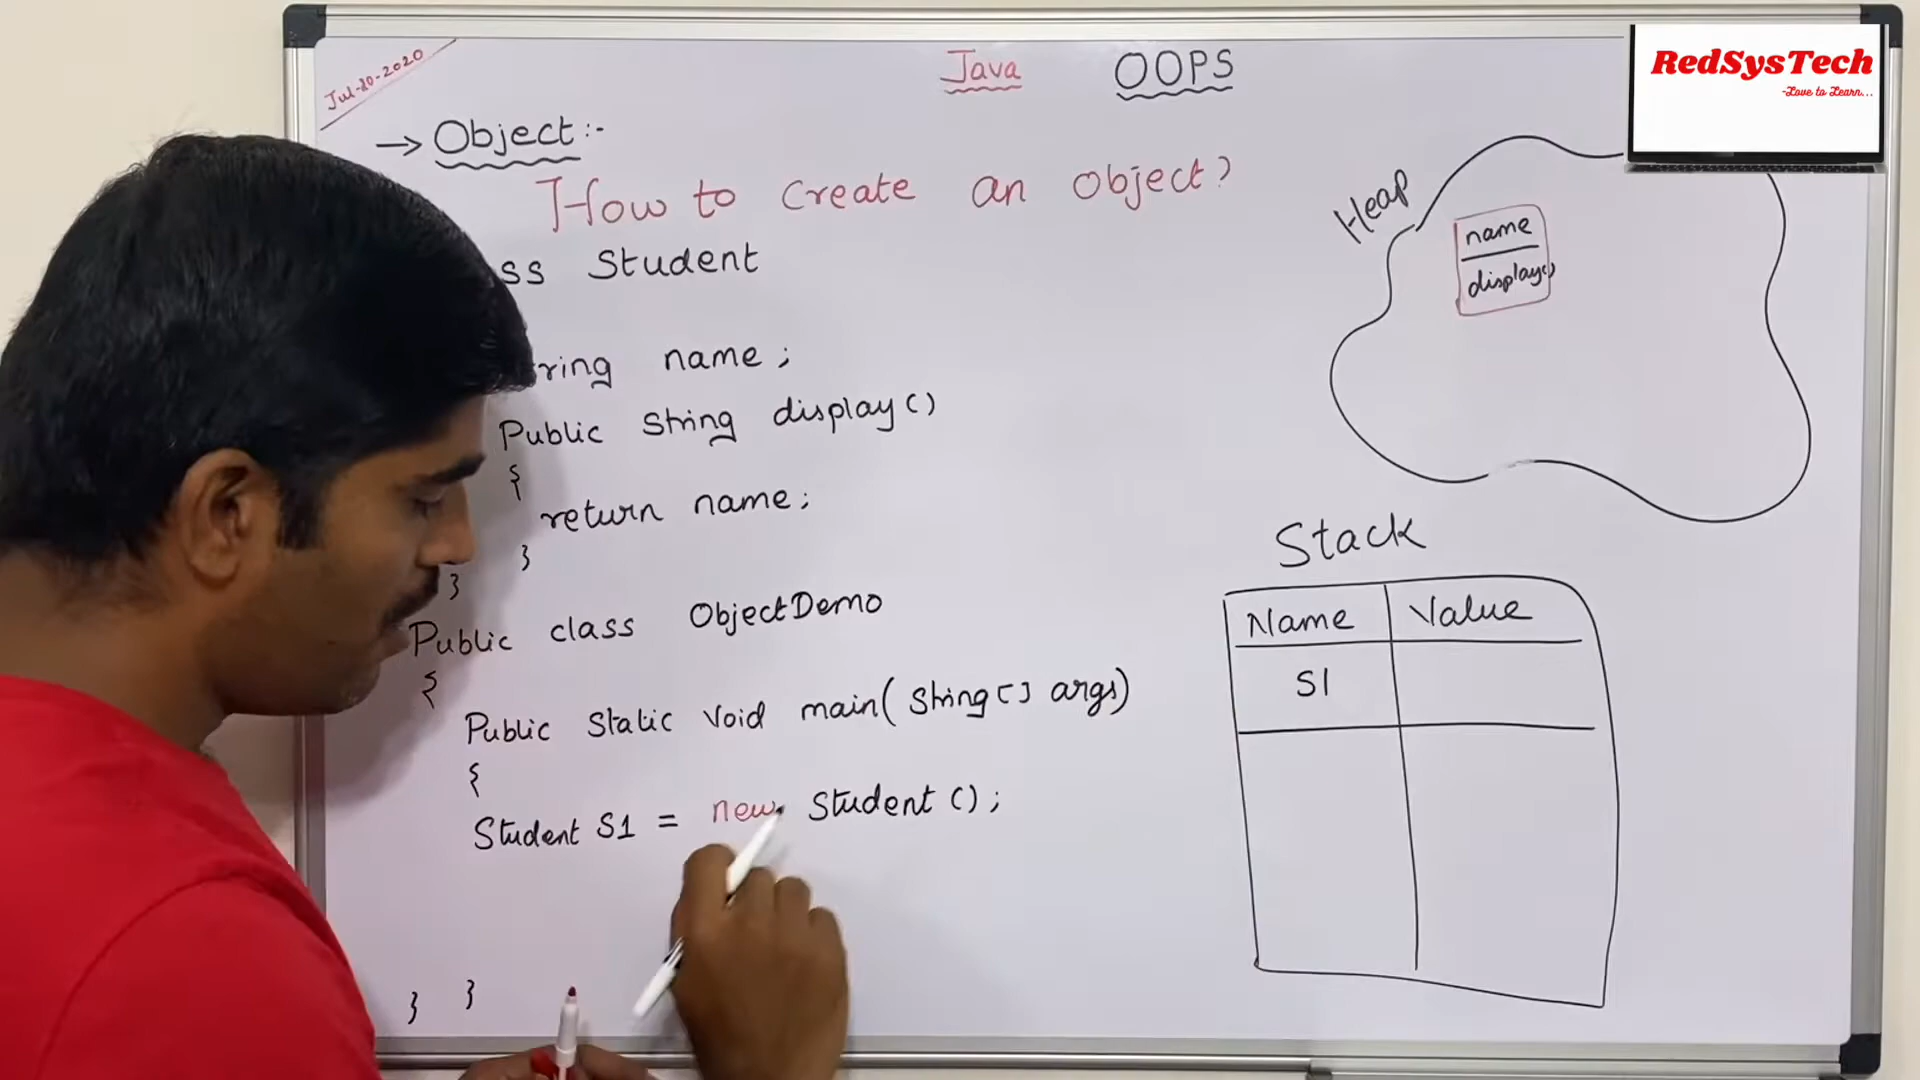 Jul-20-2020
Java OOPS
RedSysTech
-Love to Learn...
→ Object:-
How to create an object?
ss Student
ring name;
Public String display()
{
return name;
}
}
Public class ObjectDemo
{
Public Static Void main(String[] args)
{
Student S1 = new Student();
} }
Heap
name
display()
Stack
Name Value
S1